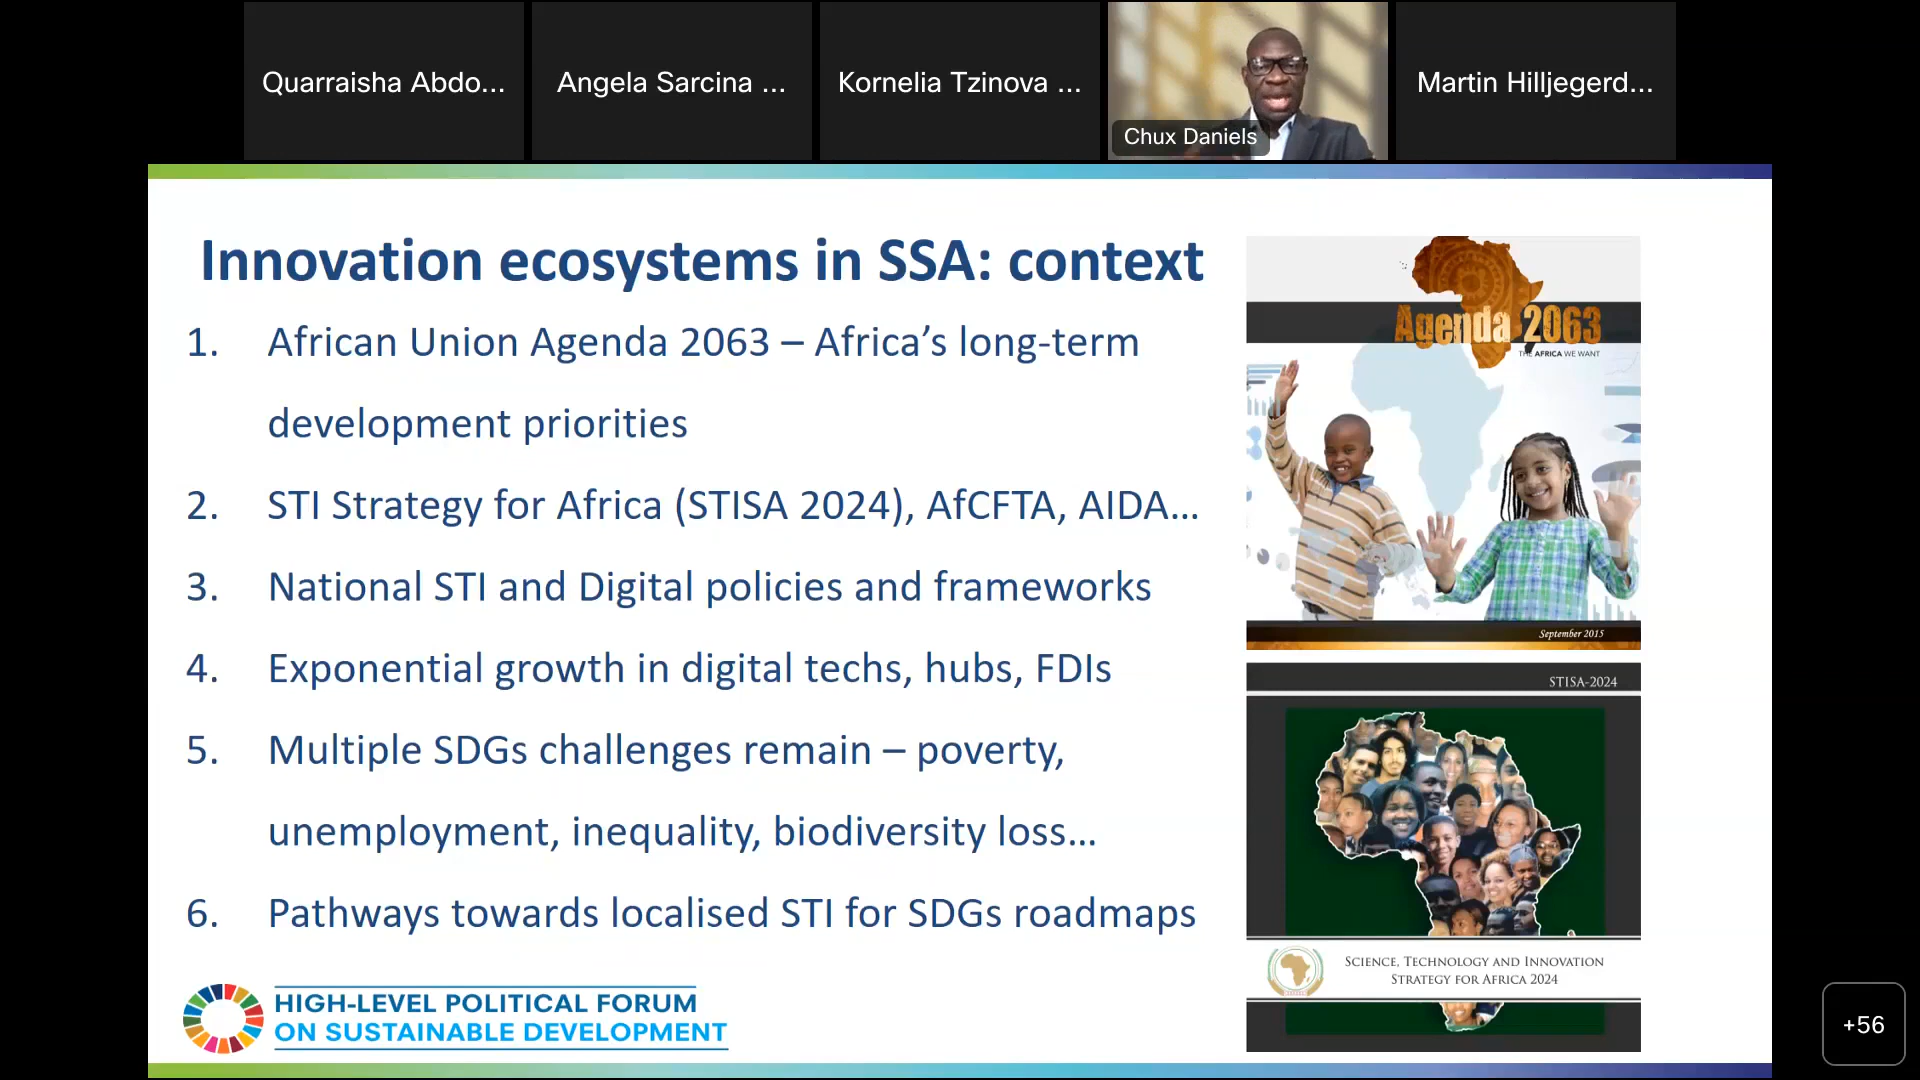 Quarraisha Abdo...
Angela Sarcina ...
Kornelia Tzinova ...
Chux Daniels
Martin Hilljegerd...
Innovation ecosystems in SSA: context
1. African Union Agenda 2063 – Africa’s long-term
development priorities
2. STI Strategy for Africa (STISA 2024), AfCFTA, AIDA...
3. National STI and Digital policies and frameworks
4. Exponential growth in digital techs, hubs, FDIs
5. Multiple SDGs challenges remain – poverty,
unemployment, inequality, biodiversity loss...
6. Pathways towards localised STI for SDGs roadmaps
HIGH-LEVEL POLITICAL FORUM
ON SUSTAINABLE DEVELOPMENT
Agenda 2063
THE AFRICA WE WANT
September 2015
STISA-2024
SCIENCE, TECHNOLOGY AND INNOVATION
STRATEGY FOR AFRICA 2024
+56